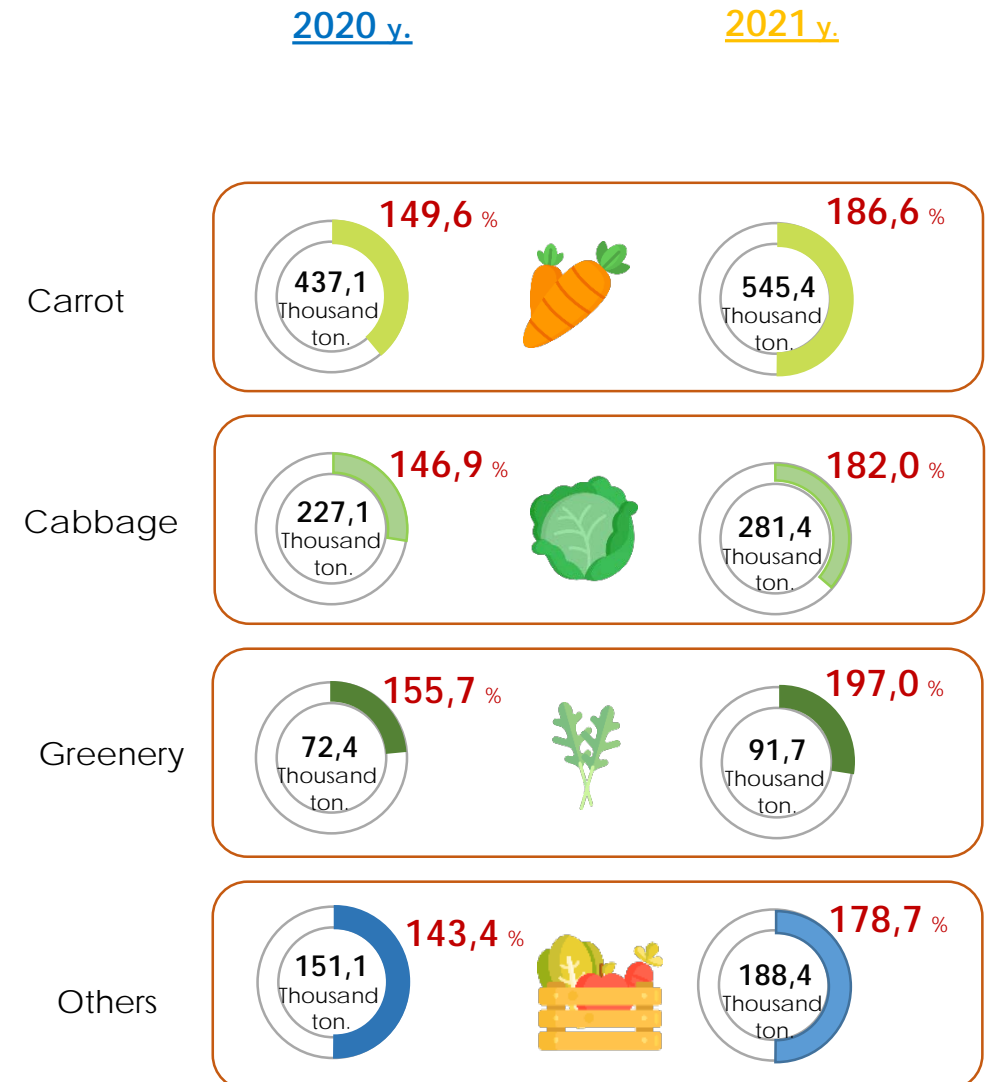 2020 y.
2021 y.
Carrot
149,6 %
437,1
Thousand
ton.
186,6 %
545,4
Thousand
ton.
Cabbage
146,9 %
227,1
Thousand
ton.
182,0 %
281,4
Thousand
ton.
Greenery
155,7 %
72,4
Thousand
ton.
197,0 %
91,7
Thousand
ton.
Others
143,4 %
151,1
Thousand
ton.
178,7 %
188,4
Thousand
ton.